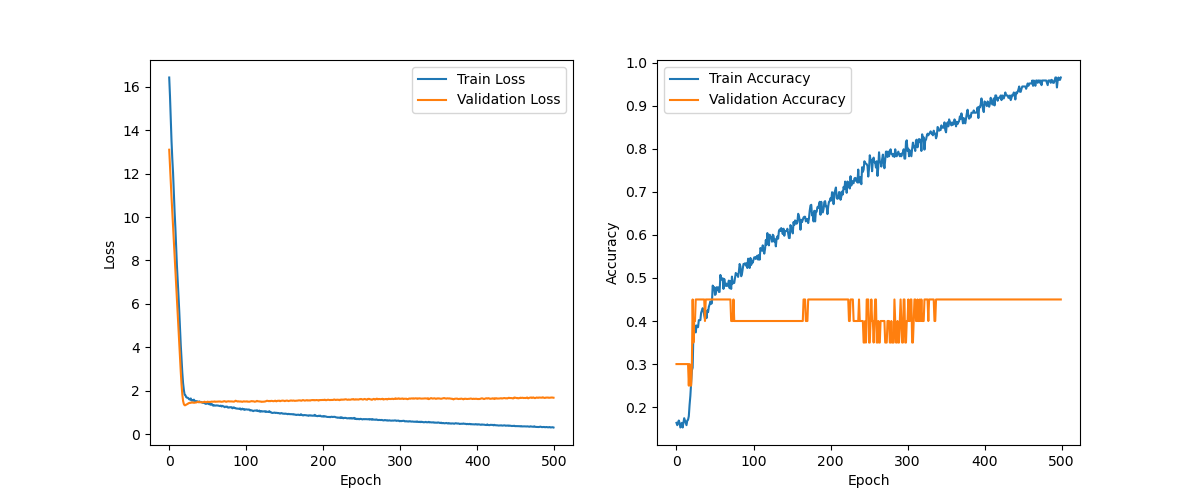 Train Loss
Validation Loss
16
14
12
10
8
6
4
2
0
Loss
0 100 200 300 400 500
Epoch
Train Accuracy
Validation Accuracy
1.0
0.9
0.8
0.7
0.6
0.5
0.4
0.3
0.2
Accuracy
0 100 200 300 400 500
Epoch